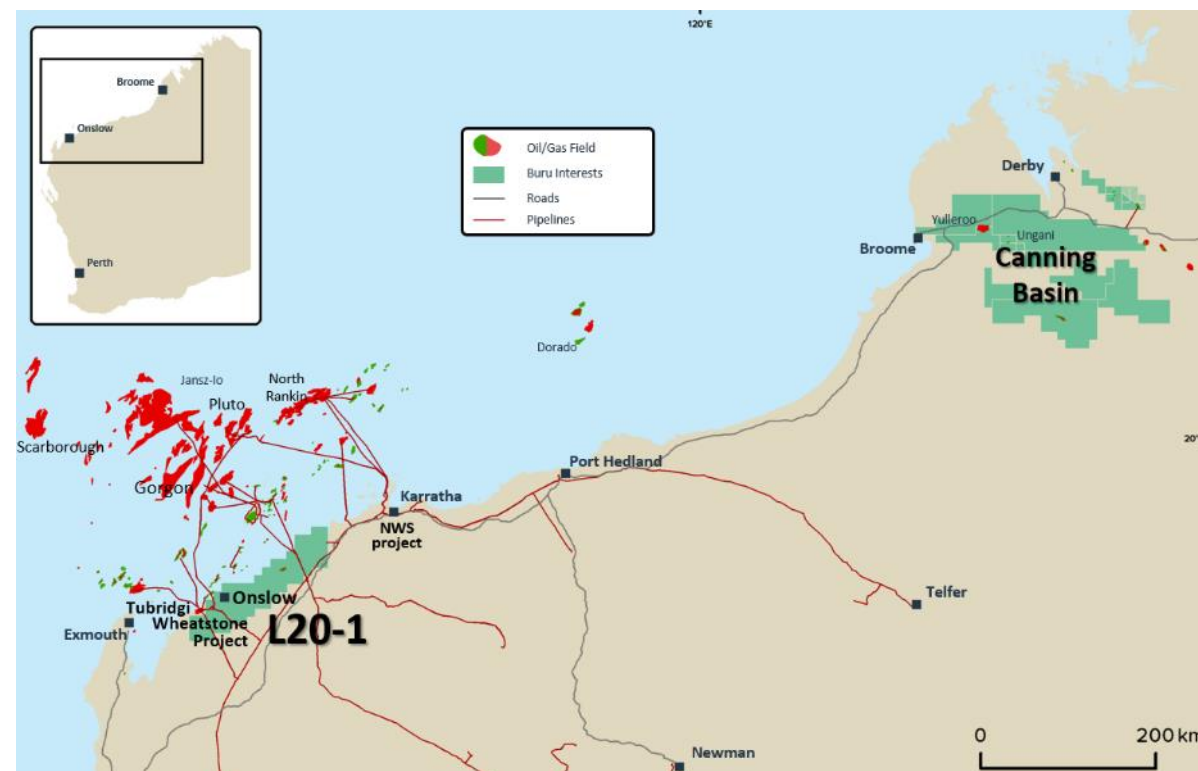 120°E
Broome
Onslow
Perth
Oil/Gas Field
Buru Interests
Roads
Pipelines
Derby
Yulleroo
Ungani
Broome
Canning
Basin
Dorado
Jansz-Io
North
Rankin
Pluto
Scarborough
20°
Gorgon
Port Hedland
Karratha
NWS
project
Telfer
Onslow
Tubridgi
Wheatstone
Project
L20-1
Exmouth
Newman
0
200 km